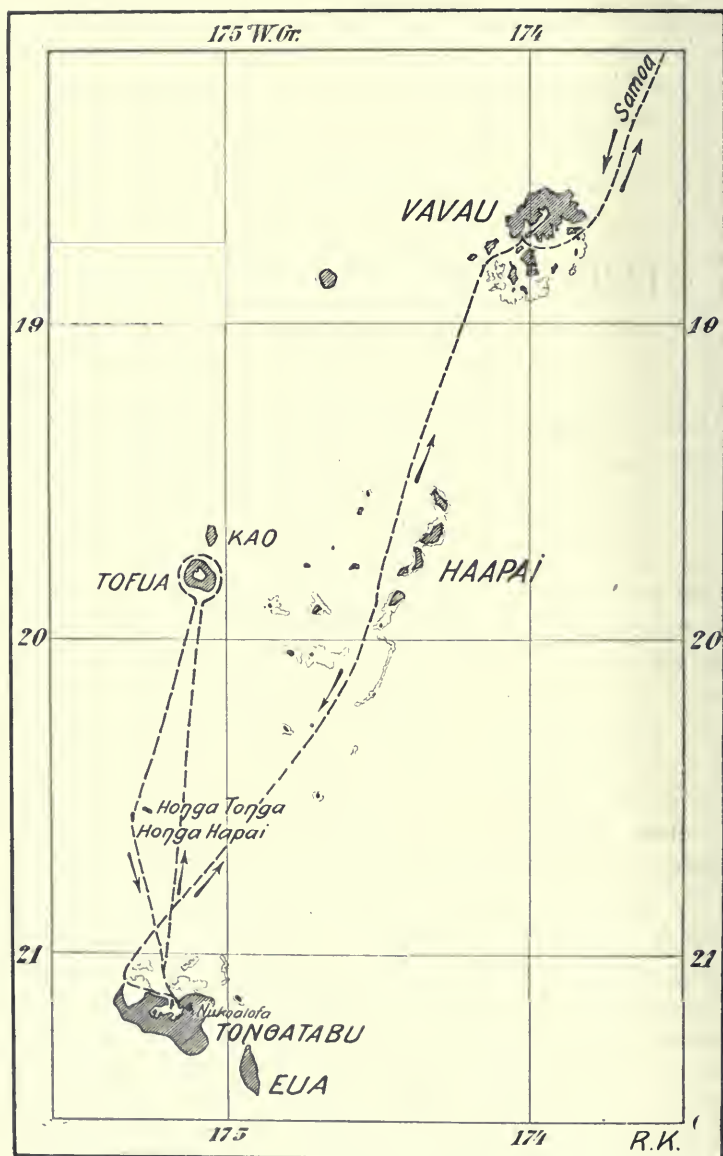 175 W. Gr. 174
Samoa
VAVAU
19 19
KAO
TOFUA
HAAPAI
20 20
Honga Tonga
Honga Hapai
21 21
Nukualofa
TONGATABU
EUA
175 174
R.K.